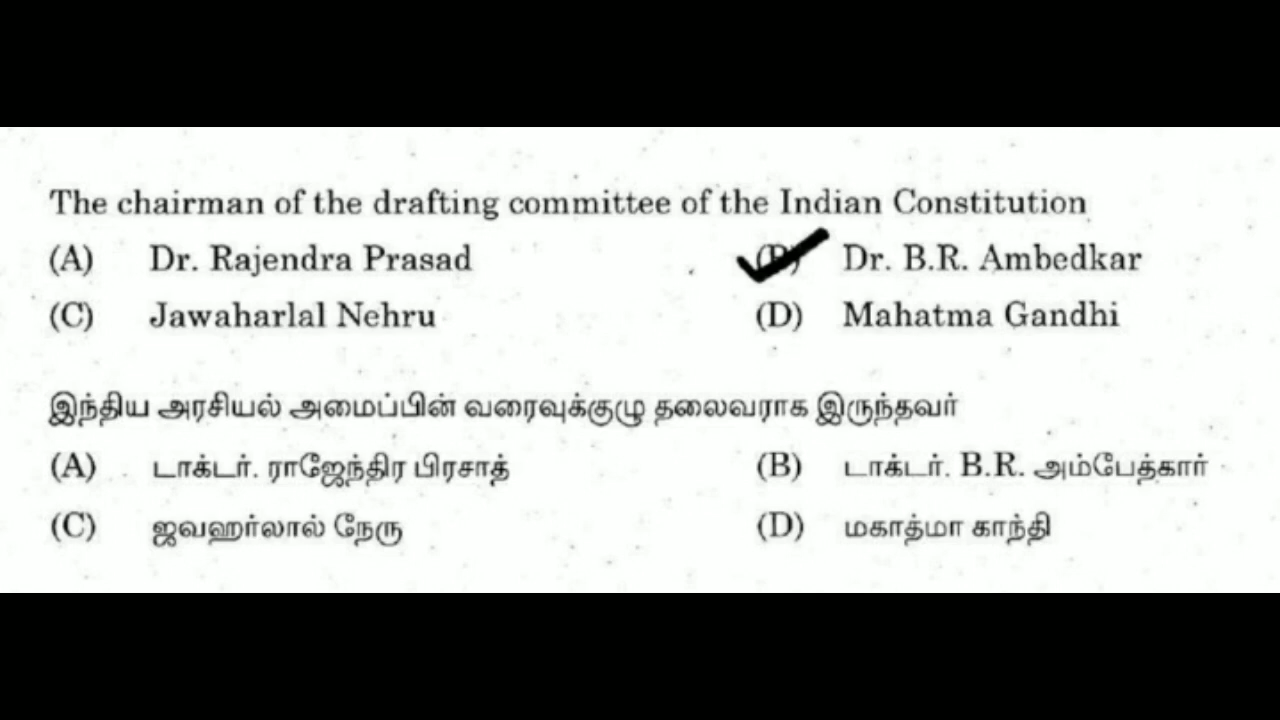 The chairman of the drafting committee of the Indian Constitution
(A) Dr. Rajendra Prasad (B) Dr. B.R. Ambedkar
(C) Jawaharlal Nehru (D) Mahatma Gandhi
இந்திய அரசியல் அமைப்பின் வரைவுக்குழு தலைவராக இருந்தவர்
(A) டாக்டர். ராஜேந்திர பிரசாத் (B) டாக்டர். B.R. அம்பேத்கார்
(C) ஜவஹர்லால் நேரு (D) மகாத்மா காந்தி